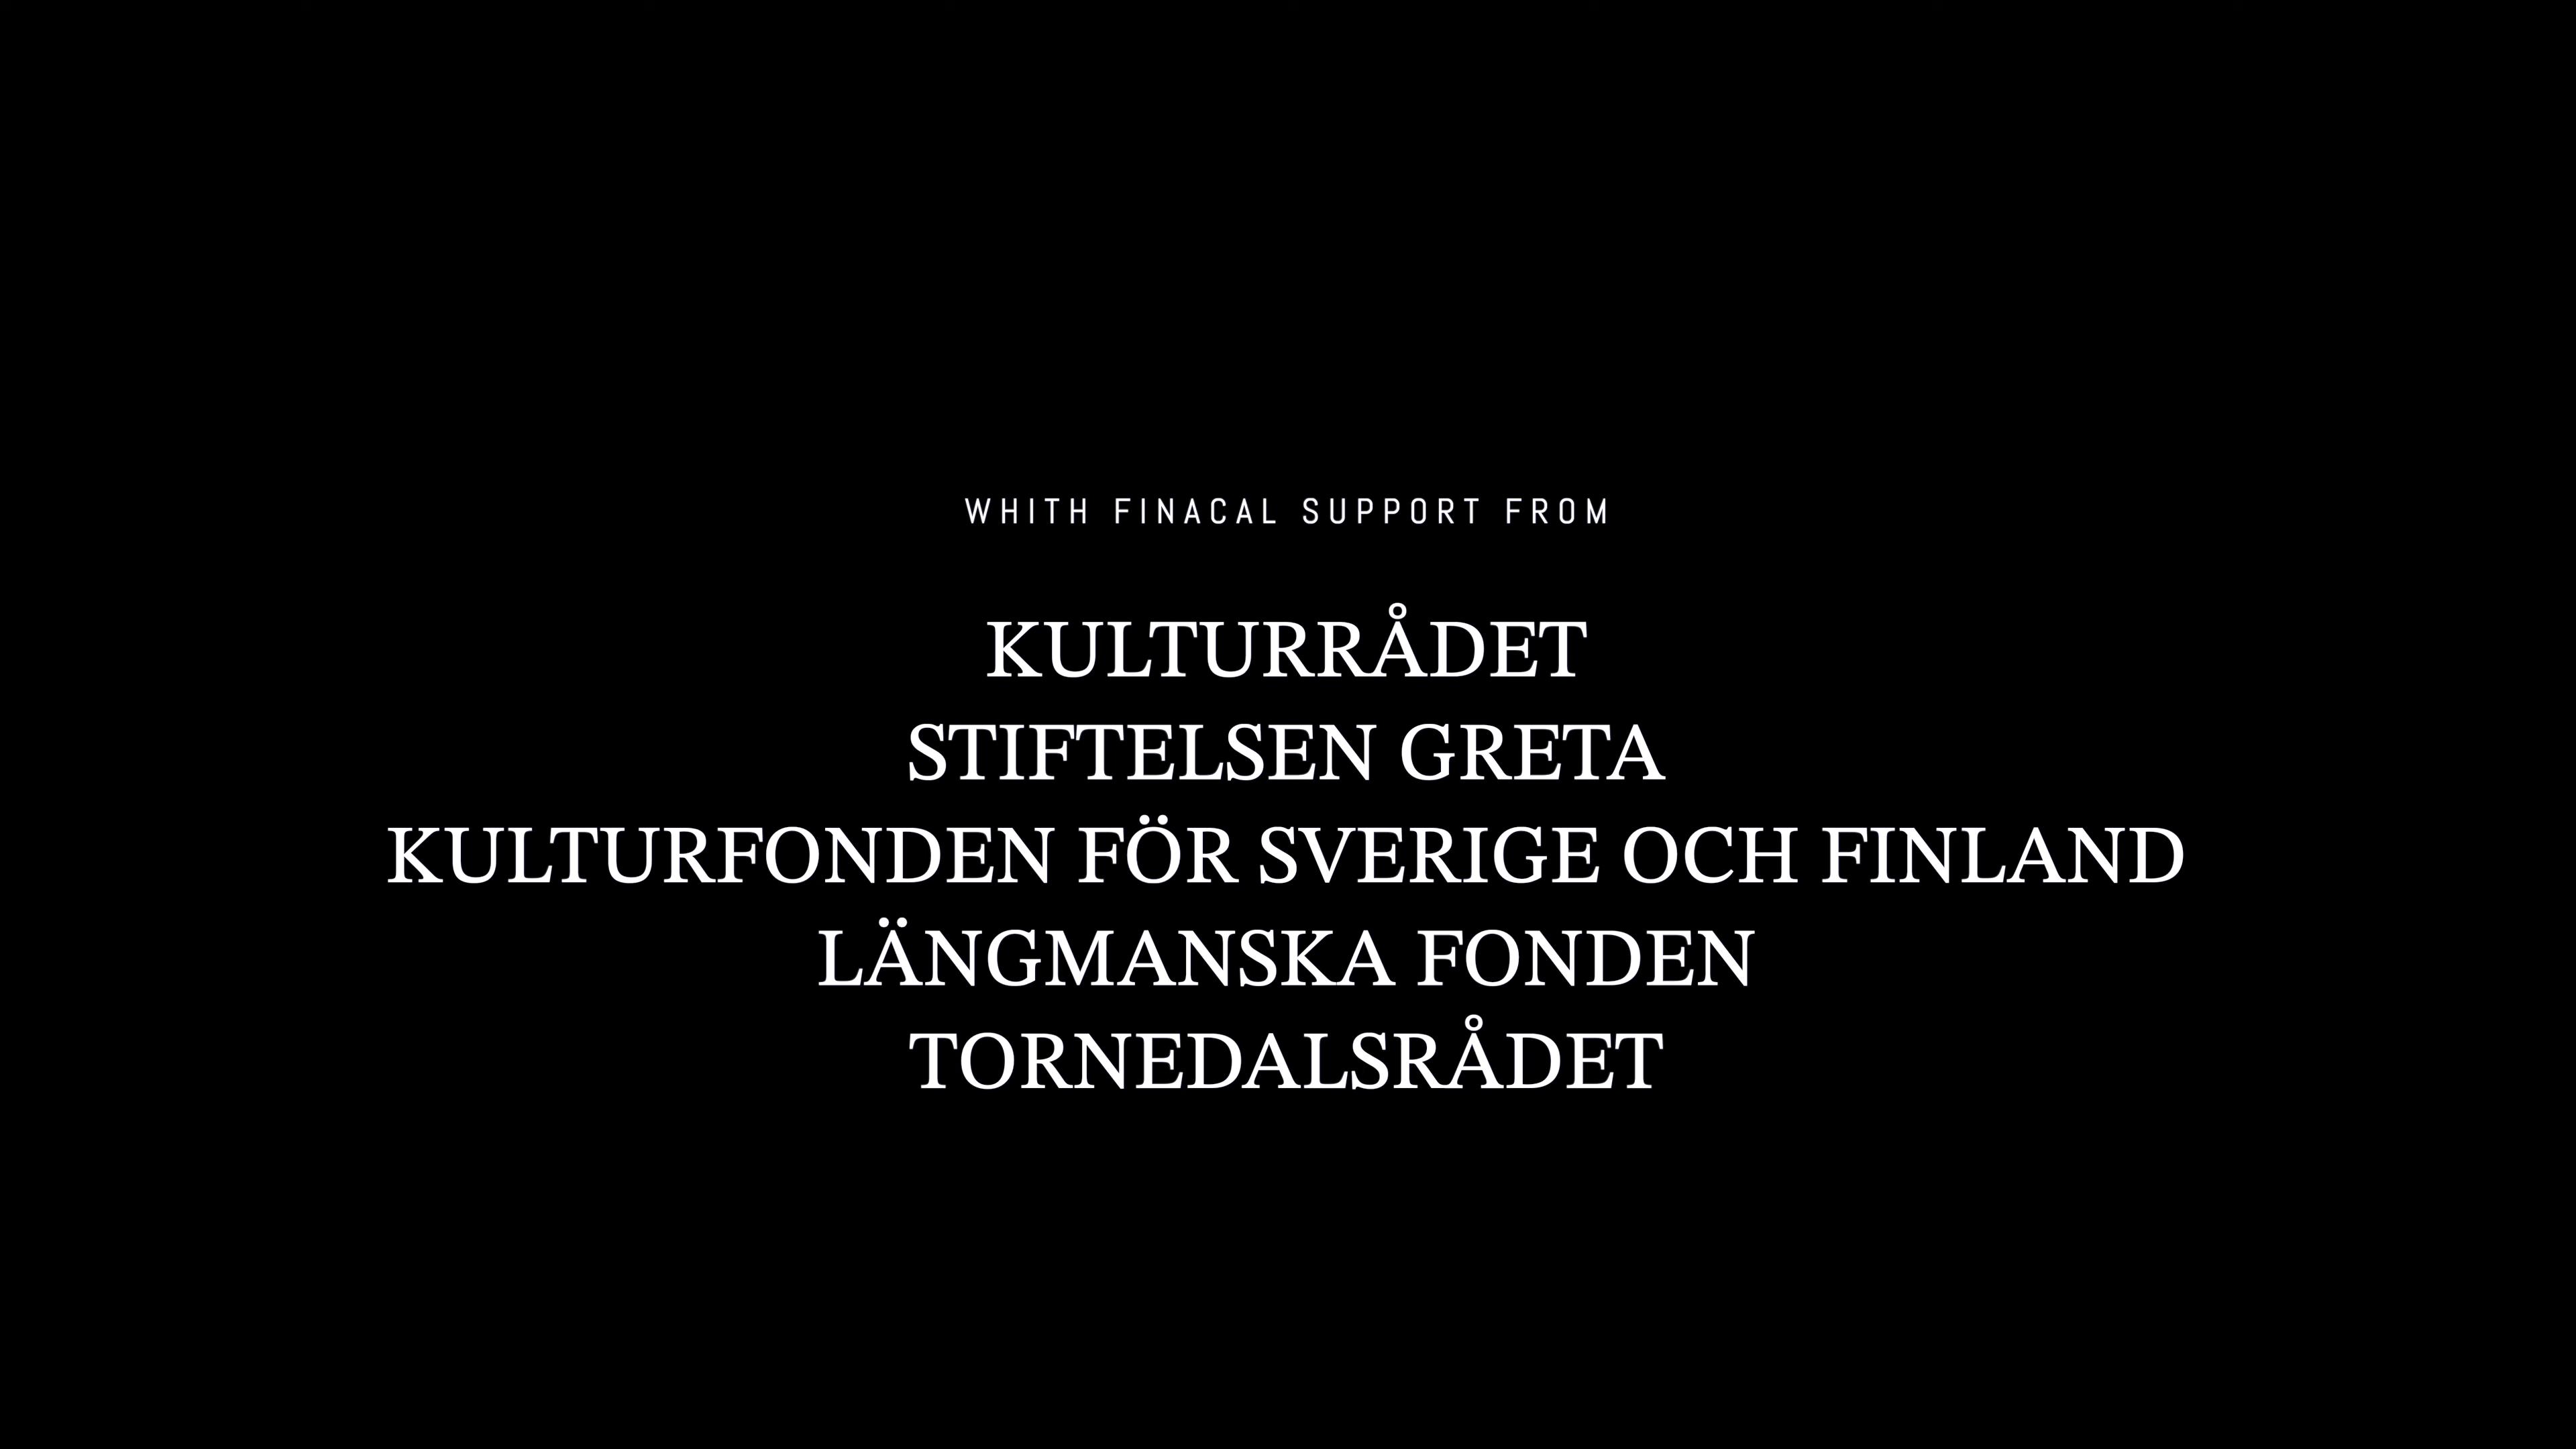 WHITH FINACAL SUPPORT FROM
KULTURRÅDET
STIFTELSEN GRETA
KULTURFONDEN FÖR SVERIGE OCH FINLAND
LÄNGMANSKA FONDEN
TORNEDALSRÅDET